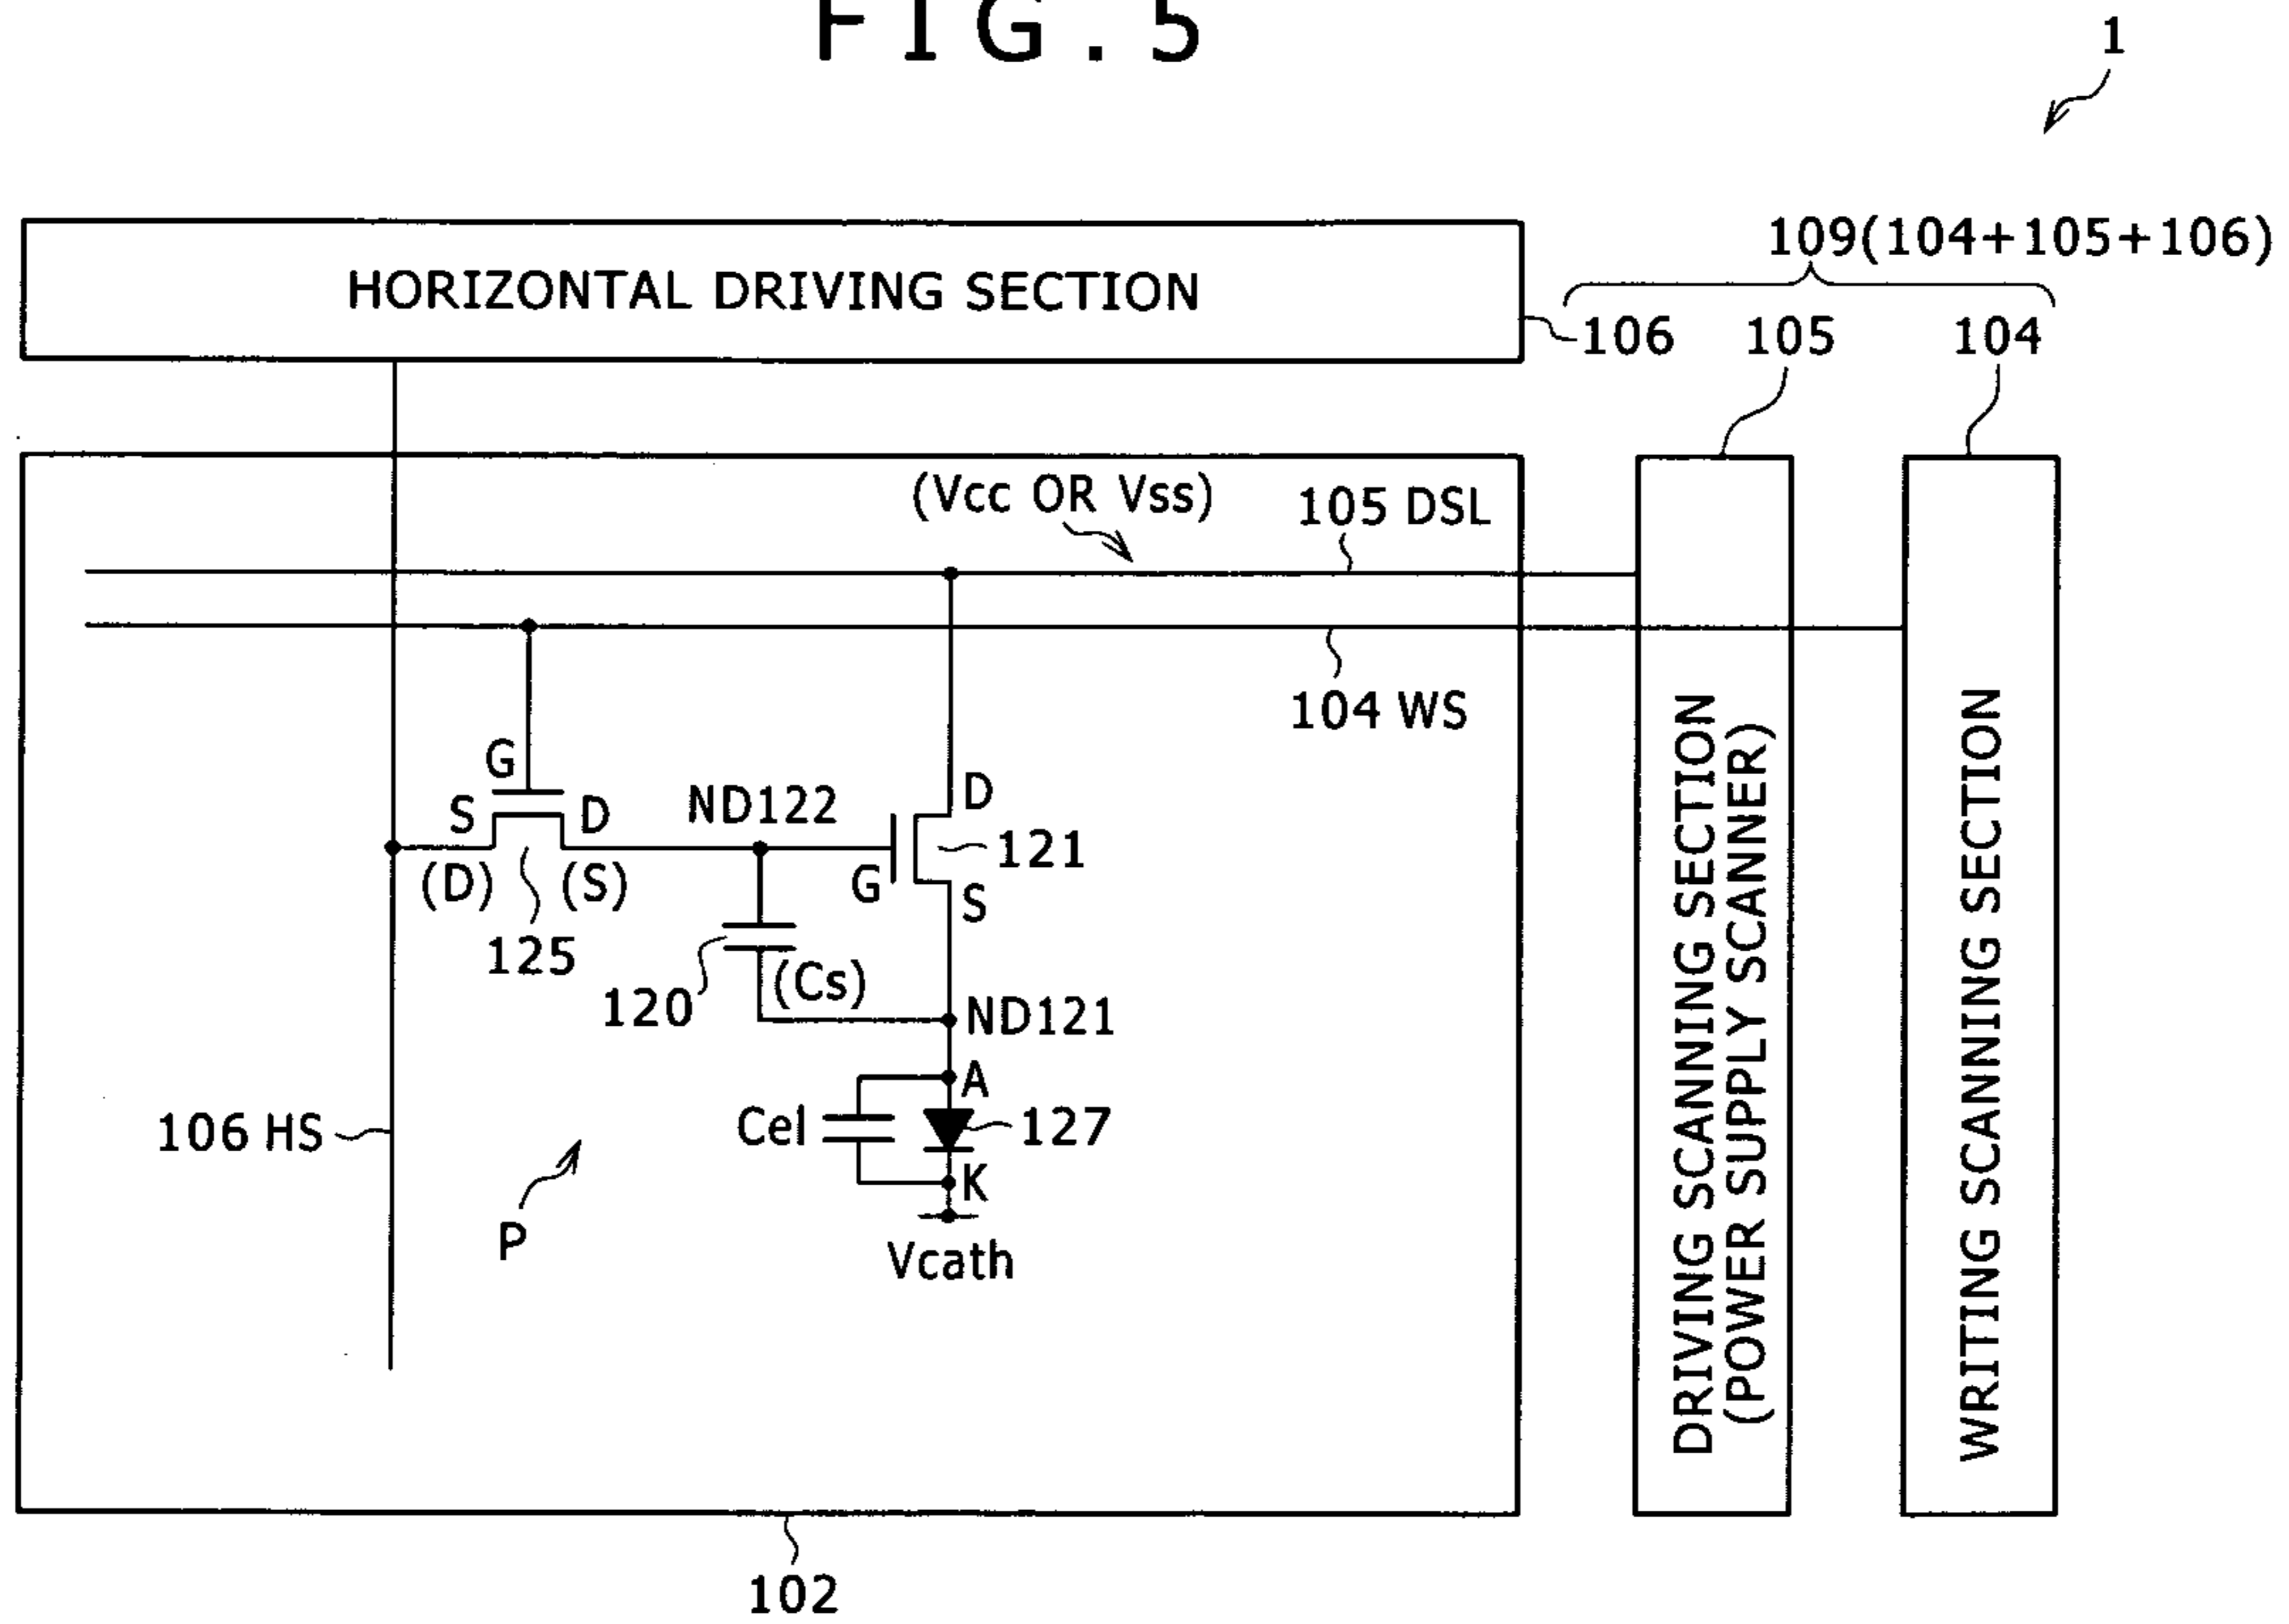 FIG.5
1
109(104+105+106)
HORIZONTAL DRIVING SECTION
106 105 104
(Vcc OR Vss)
105 DSL
104 WS
G
S D
(D) (S)
125
ND122
D
G
S
121
120
(Cs)
ND121
A
Cel
127
K
Vcath
106 HS
P
DRIVING SCANNING SECTION
(POWER SUPPLY SCANNER)
WRITING SCANNING SECTION
102